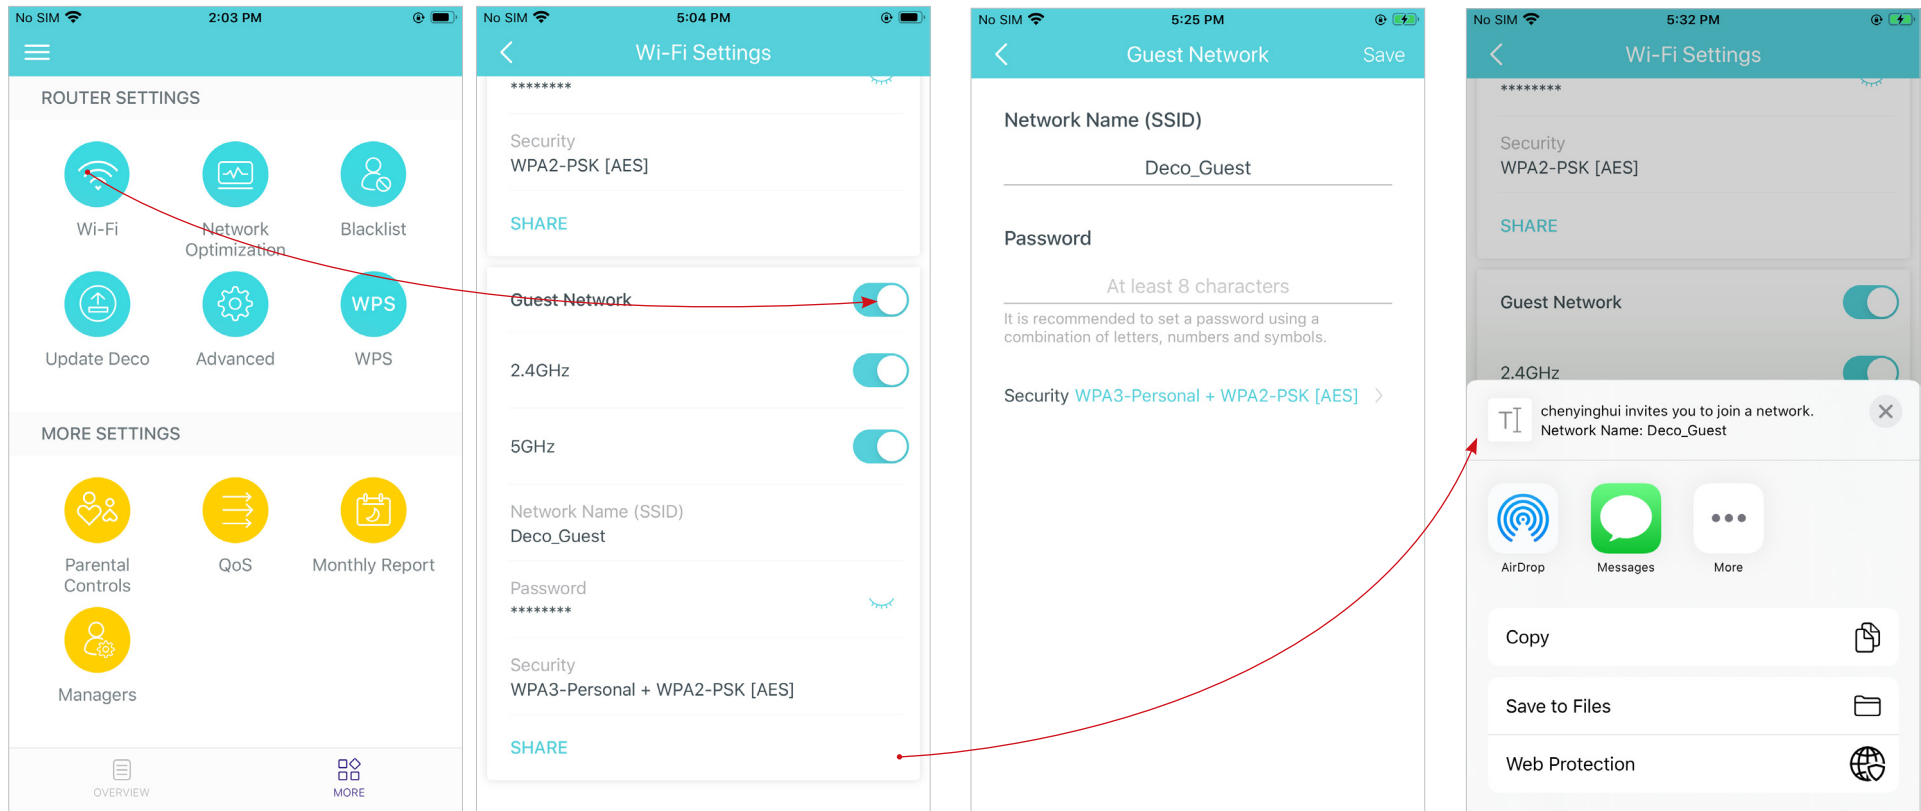 No SIM 2:03 PM
ROUTER SETTINGS
Wi-Fi
Network
Optimization
Blacklist
WPS
Update Deco
Advanced
WPS
MORE SETTINGS
Parental
Controls
QoS
Monthly Report
Managers
OVERVIEW
MORE
No SIM 5:04 PM
Wi-Fi Settings
********
Security
WPA2-PSK [AES]
SHARE
Guest Network
2.4GHz
5GHz
Network Name (SSID)
Deco_Guest
Password
********
Security
WPA3-Personal + WPA2-PSK [AES]
SHARE
No SIM 5:25 PM
Guest Network Save
Network Name (SSID)
Deco_Guest
Password
At least 8 characters
It is recommended to set a password using a
combination of letters, numbers and symbols.
Security WPA3-Personal + WPA2-PSK [AES]
No SIM 5:32 PM
Wi-Fi Settings
********
Security
WPA2-PSK [AES]
SHARE
Guest Network
2.4GHz
chenyinghui invites you to join a network.
Network Name: Deco_Guest
AirDrop
Messages
More
Copy
Save to Files
Web Protection